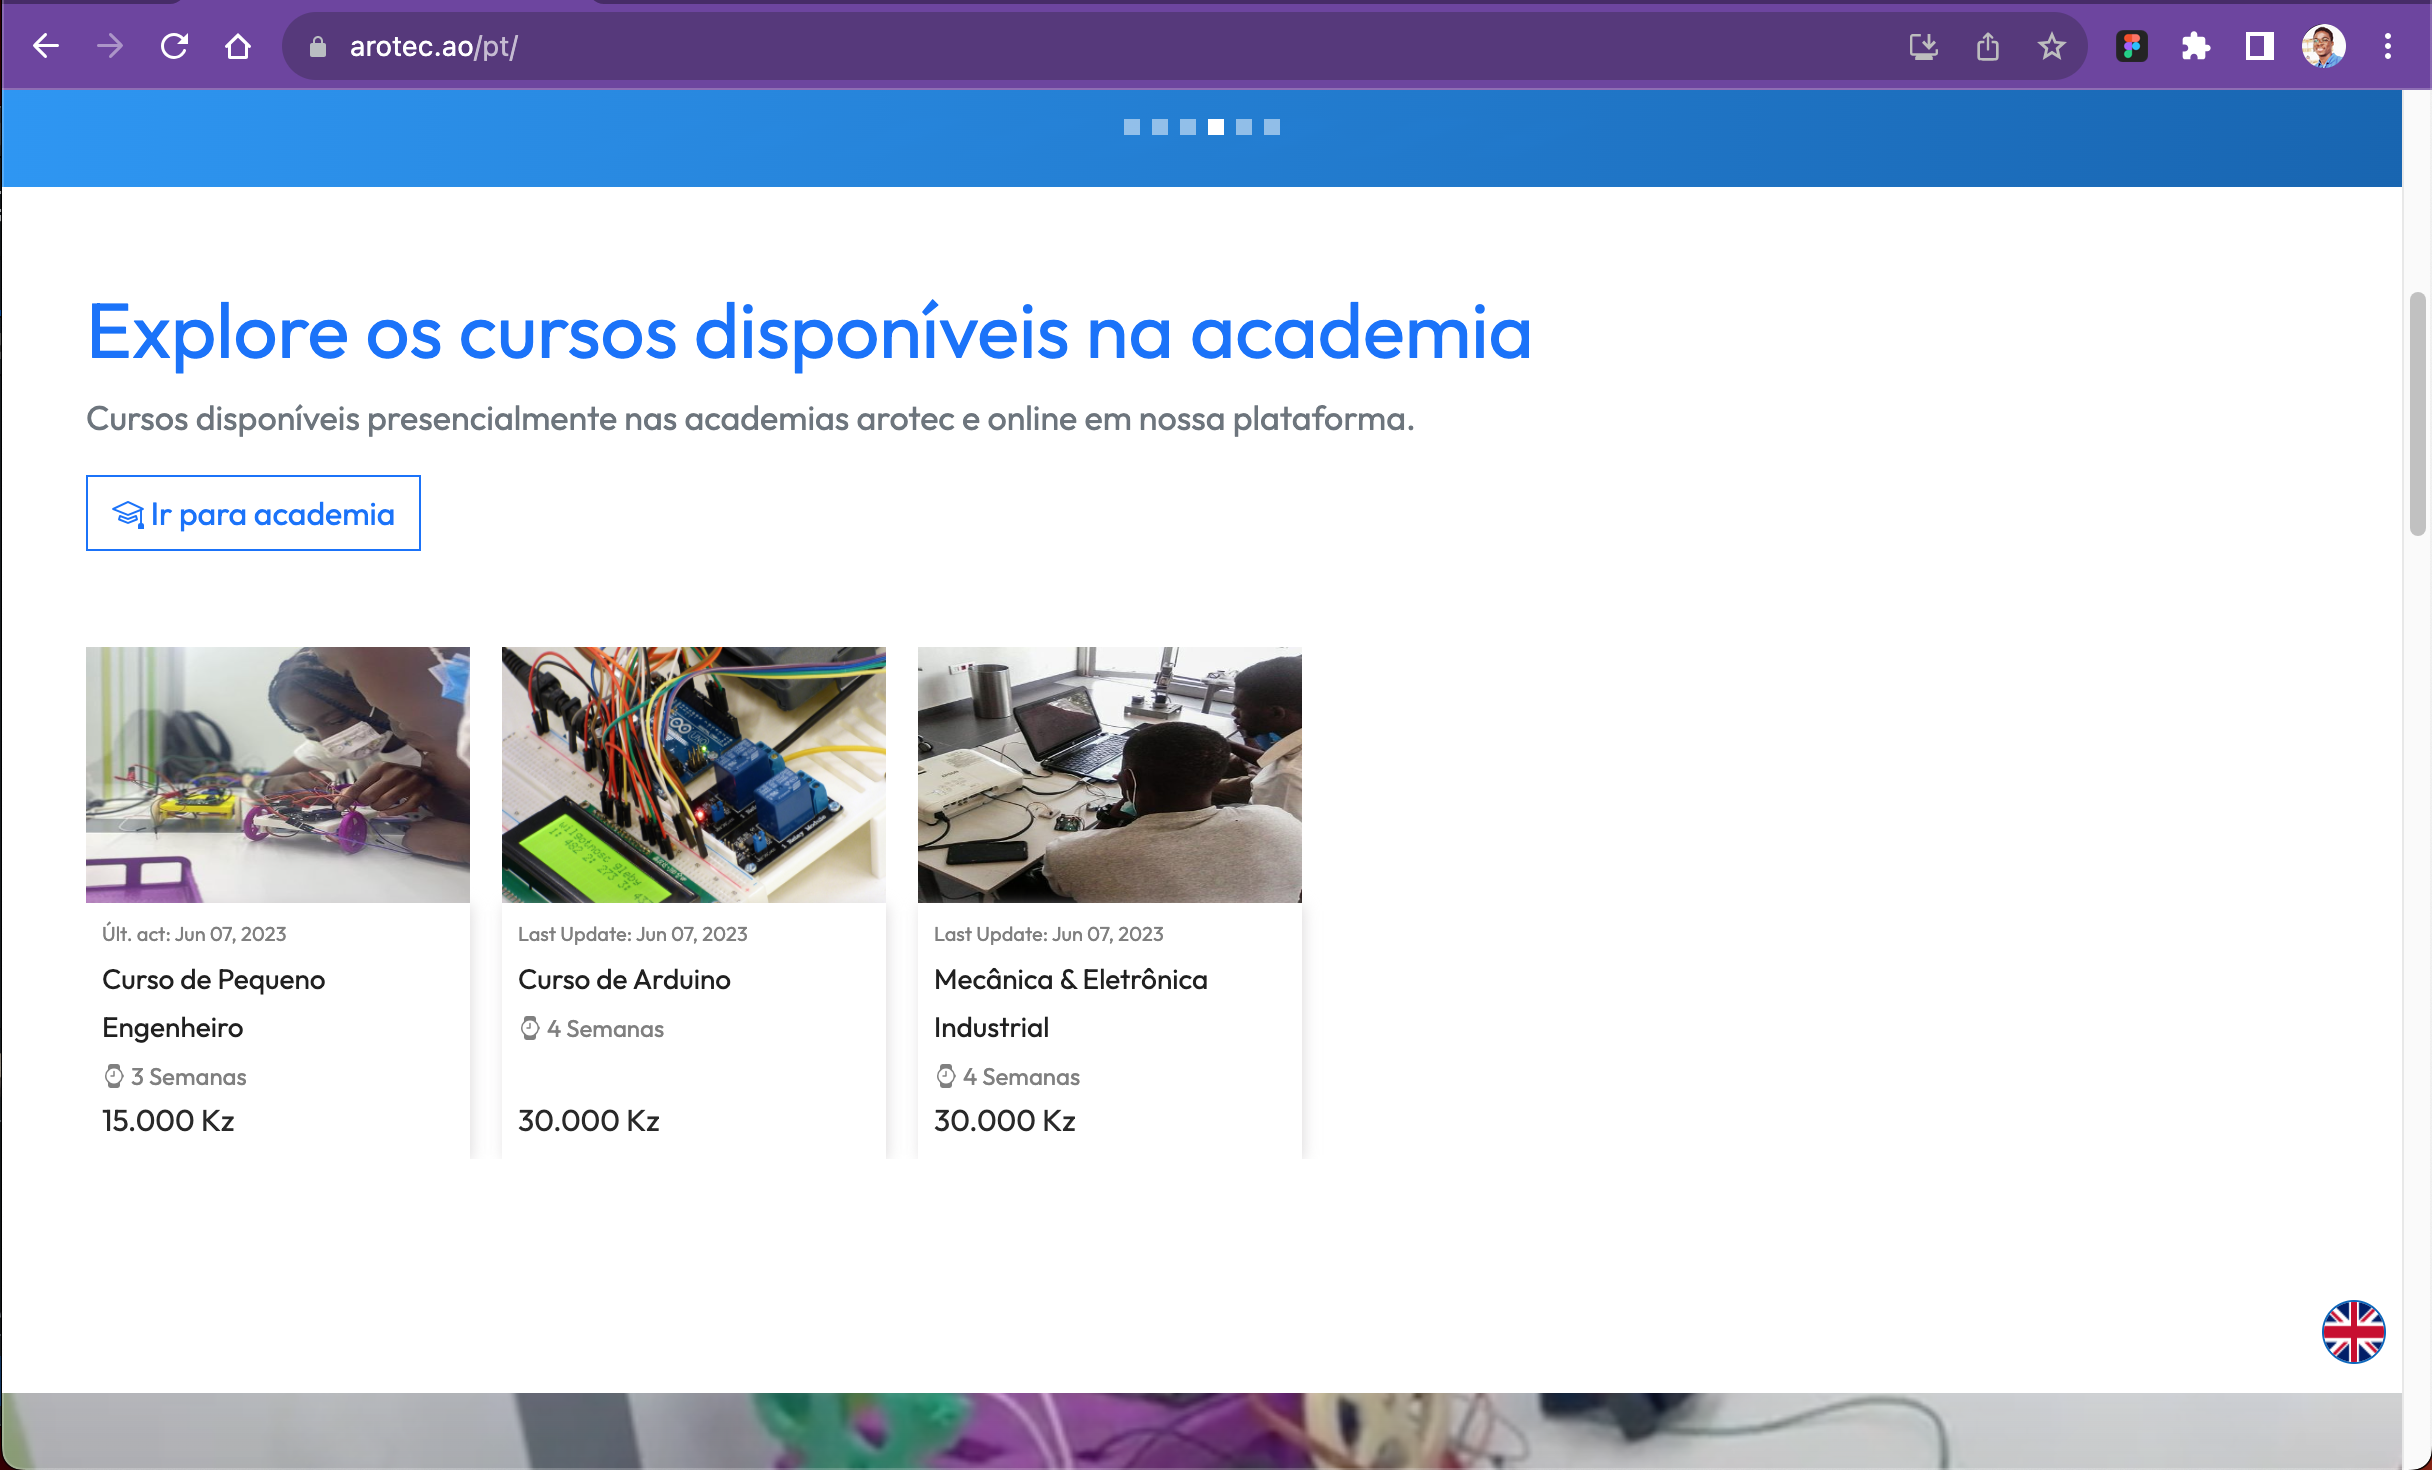 arotec.ao/pt/
Explore os cursos disponíveis na academia
Cursos disponíveis presencialmente nas academias arotec e online em nossa plataforma.
Ir para academia
Últ. act: Jun 07, 2023
Curso de Pequeno
Engenheiro
3 Semanas
15.000 Kz
Last Update: Jun 07, 2023
Curso de Arduino
4 Semanas
30.000 Kz
Last Update: Jun 07, 2023
Mecânica & Eletrônica
Industrial
4 Semanas
30.000 Kz